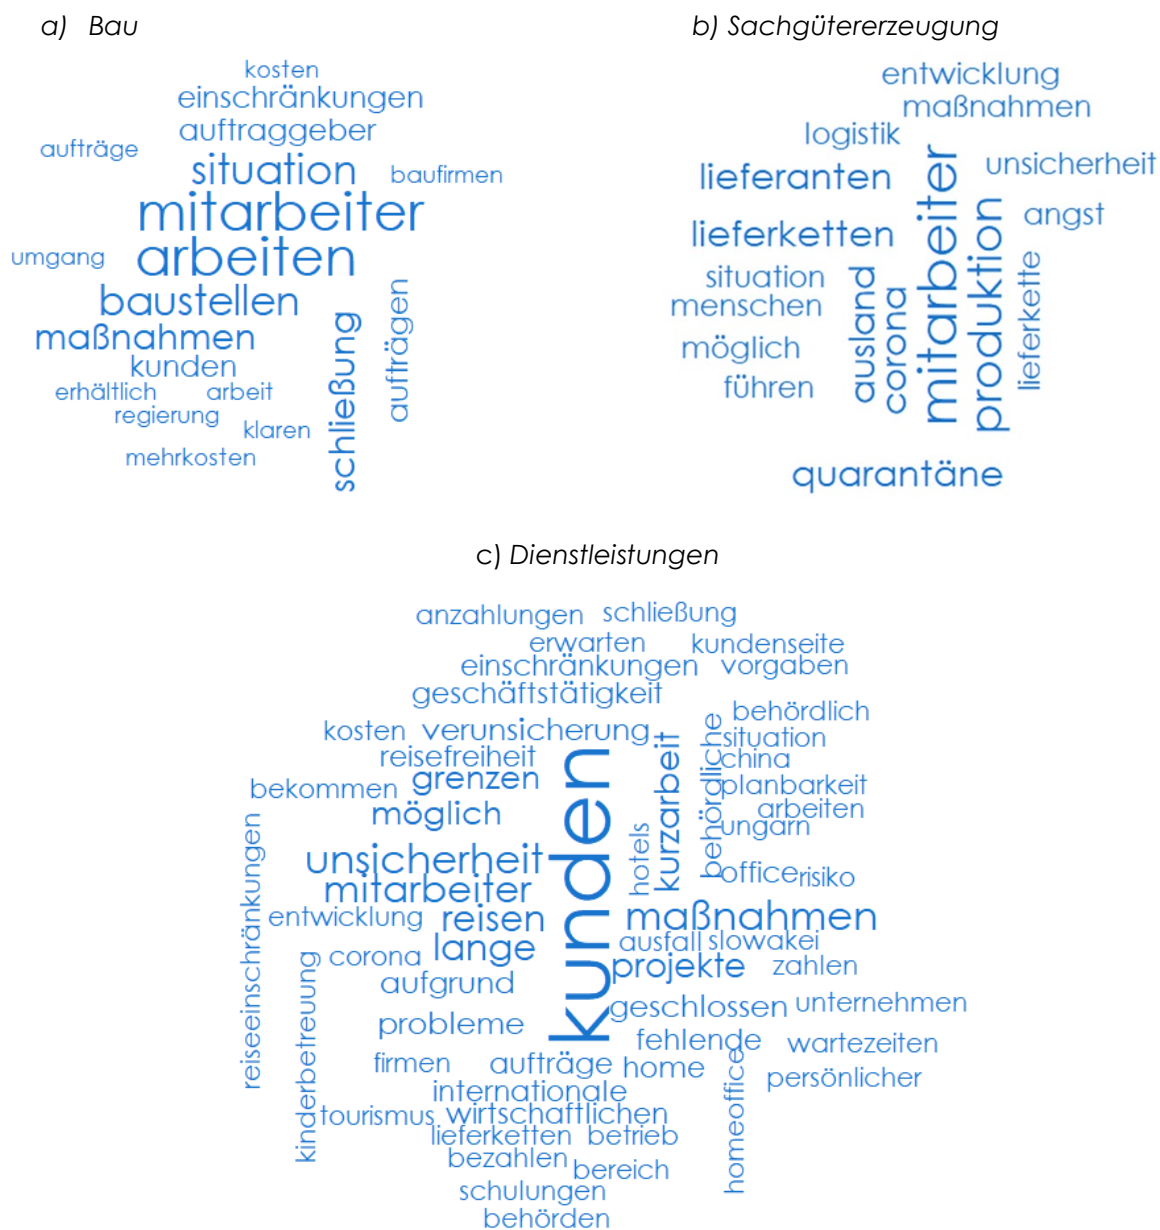 a) Bau
kosten
einschränkungen
auftraggeber
aufträge
situation
baufirmen
mitarbeiter
umgang
arbeiten
baustellen
maßnahmen
kunden
erhältlich
arbeit
regierung
klaren
mehrkosten
schließung
aufträgen
b) Sachgütererzeugung
entwicklung
maßnahmen
logistik
lieferanten
unsicherheit
lieferketten
angst
situation
menschen
möglich
führen
ausland
corona
mitarbeiter
produktion
lieferkette
quarantäne
c) Dienstleistungen
anzahlungen
schließung
erwarten
kundenseite
einschränkungen
vorgaben
geschäftstätigkeit
behördlich
kosten
verunsicherung
situation
reisefreiheit
china
bekommen
grenzen
planbarkeit
möglich
arbeiten
ungarn
kunden
hotels
kurzarbeit
behördliche
unsicherheit
mitarbeiter
office
risiko
entwicklung
reisen
maßnahmen
corona
lange
ausfall
slowakei
projekte
zahlen
aufgrund
geschlossen
unternehmen
probleme
fehlende
wartezeiten
reiseeinschränkungen
kinderbetreuung
firmen
aufträge
home
persönlicher
internationale
homeoffice
tourismus
wirtschaftlichen
lieferketten
betrieb
bezahlen
bereich
schulungen
behörden